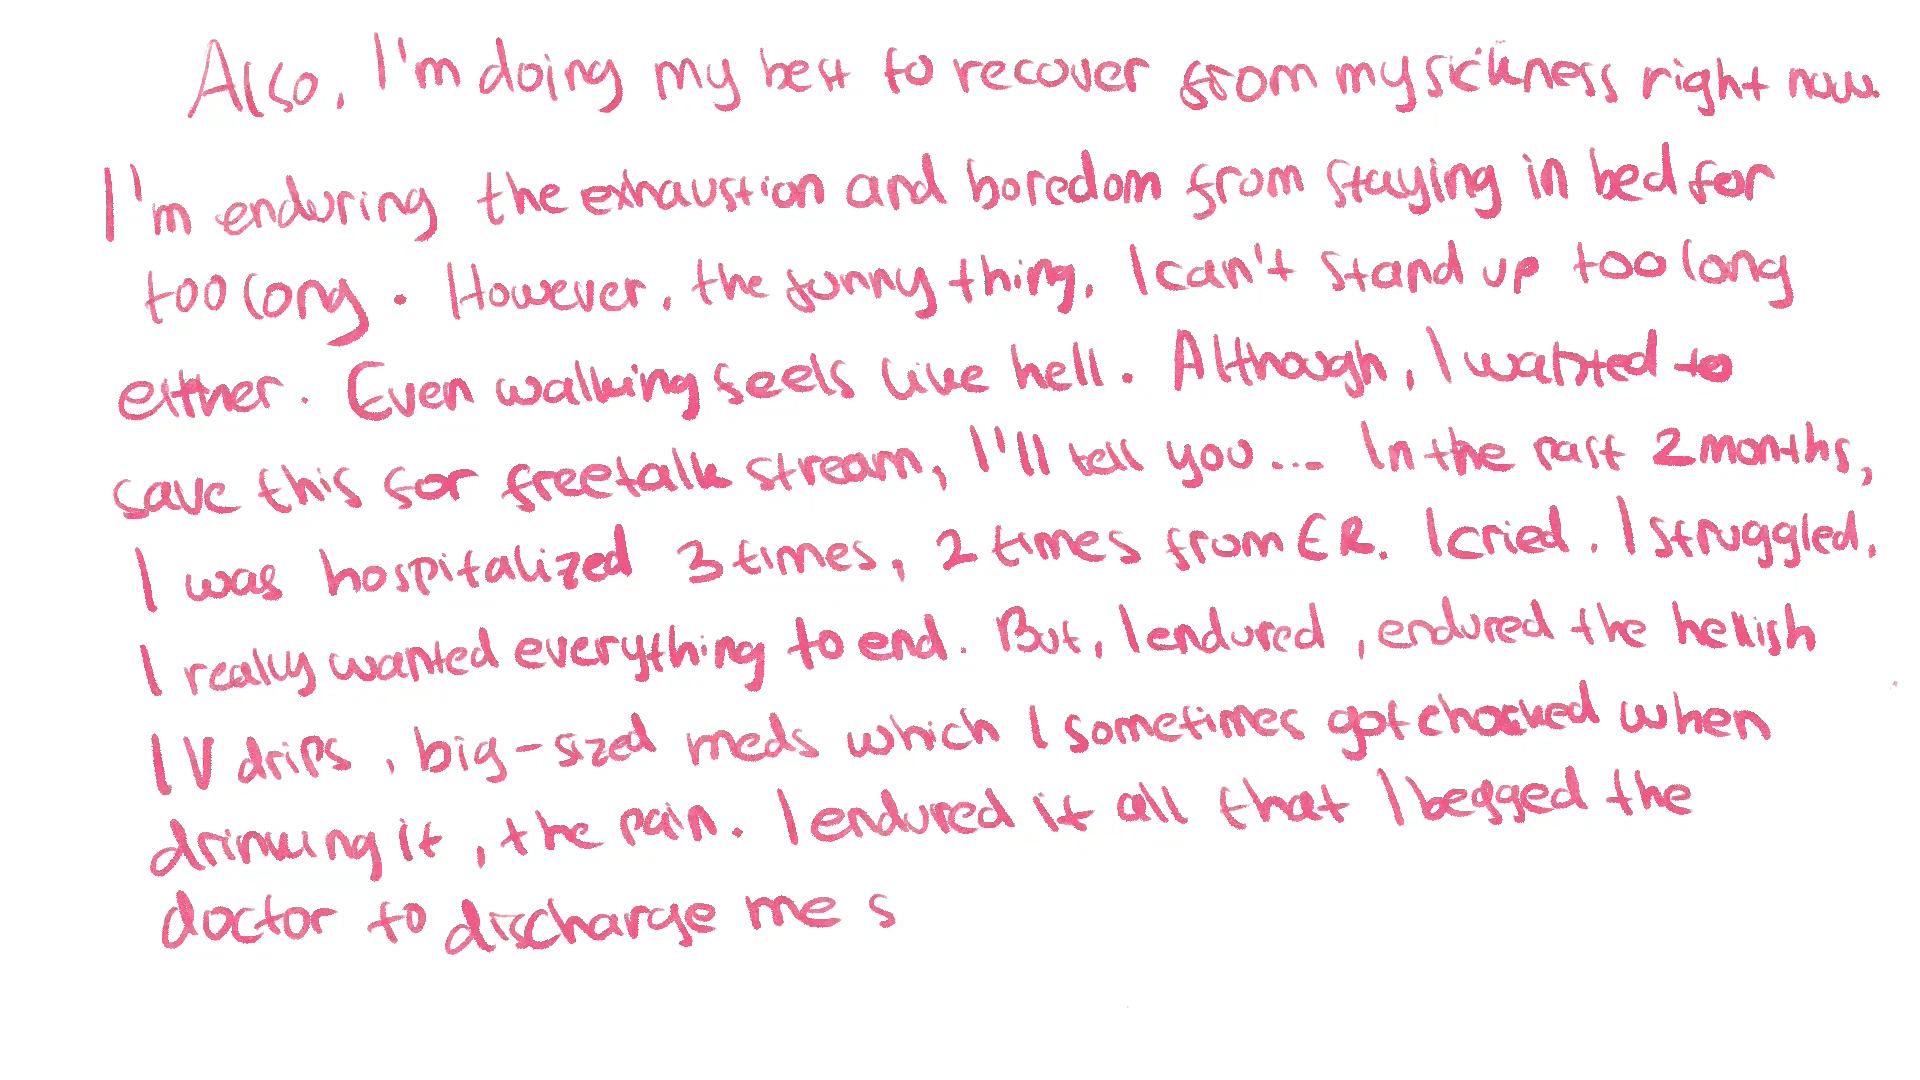 Also, I'm doing my best to recover from my sickness right now.
I'm enduring the exhaustion and boredom from staying in bed for
too long. However, the funny thing, I can't stand up too long
either. Even walking feels like hell. Although, I wanted to
save this for freetalk stream, I'll tell you... In the past 2 months,
I was hospitalized 3 times, 2 times from ER. I cried. I struggled.
I really wanted everything to end. But, I endured, endured the hellish
IV drips, big-sized meds which I sometimes got chocked when
drinking it, the pain. I endured it all that I begged the
doctor to discharge me s